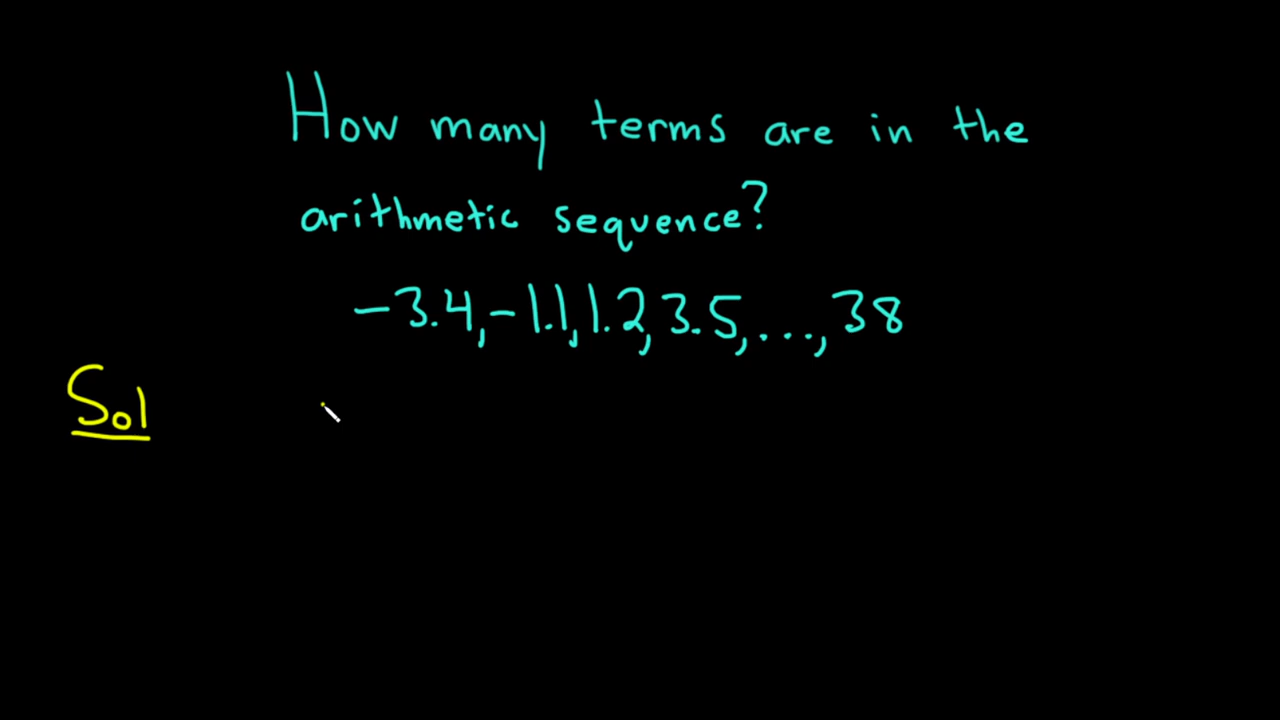 How many terms are in the
arithmetic sequence?
-3.4, -1.1, 1.2, 3.5, ..., 38
Sol